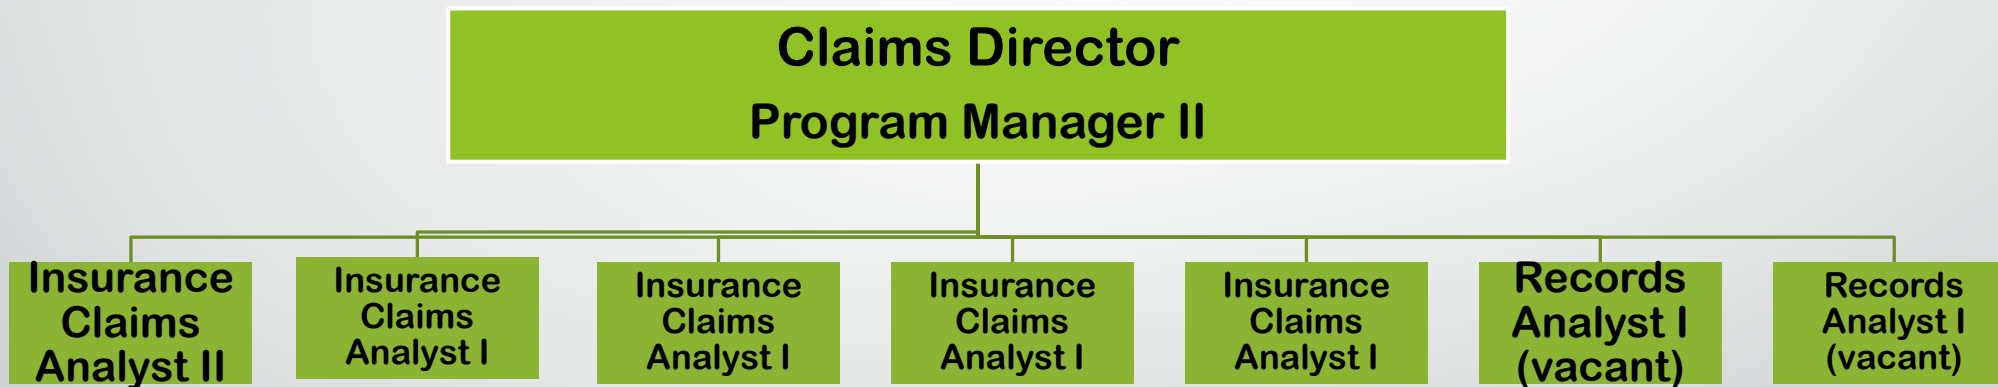 Claims Director
Program Manager II
Insurance
Claims
Analyst II
Insurance
Claims
Analyst I
Insurance
Claims
Analyst I
Insurance
Claims
Analyst I
Insurance
Claims
Analyst I
Records
Analyst I
(vacant)
Records
Analyst I
(vacant)